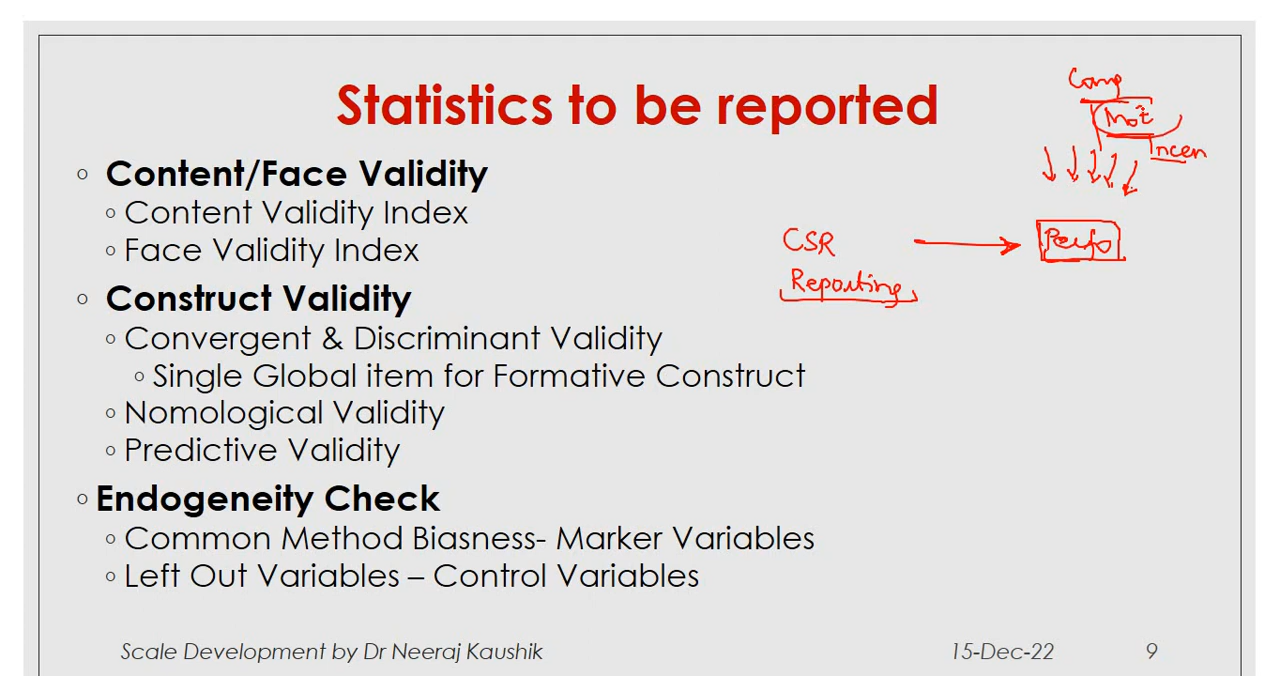 Statistics to be reported
Comp
Mot
Incen
◦ Content/Face Validity
◦ Content Validity Index
◦ Face Validity Index
CSR
Reporting
Perfo
◦ Construct Validity
◦ Convergent & Discriminant Validity
◦ Single Global item for Formative Construct
◦ Nomological Validity
◦ Predictive Validity
◦ Endogeneity Check
◦ Common Method Biasness- Marker Variables
◦ Left Out Variables – Control Variables
Scale Development by Dr Neeraj Kaushik 15-Dec-22 9